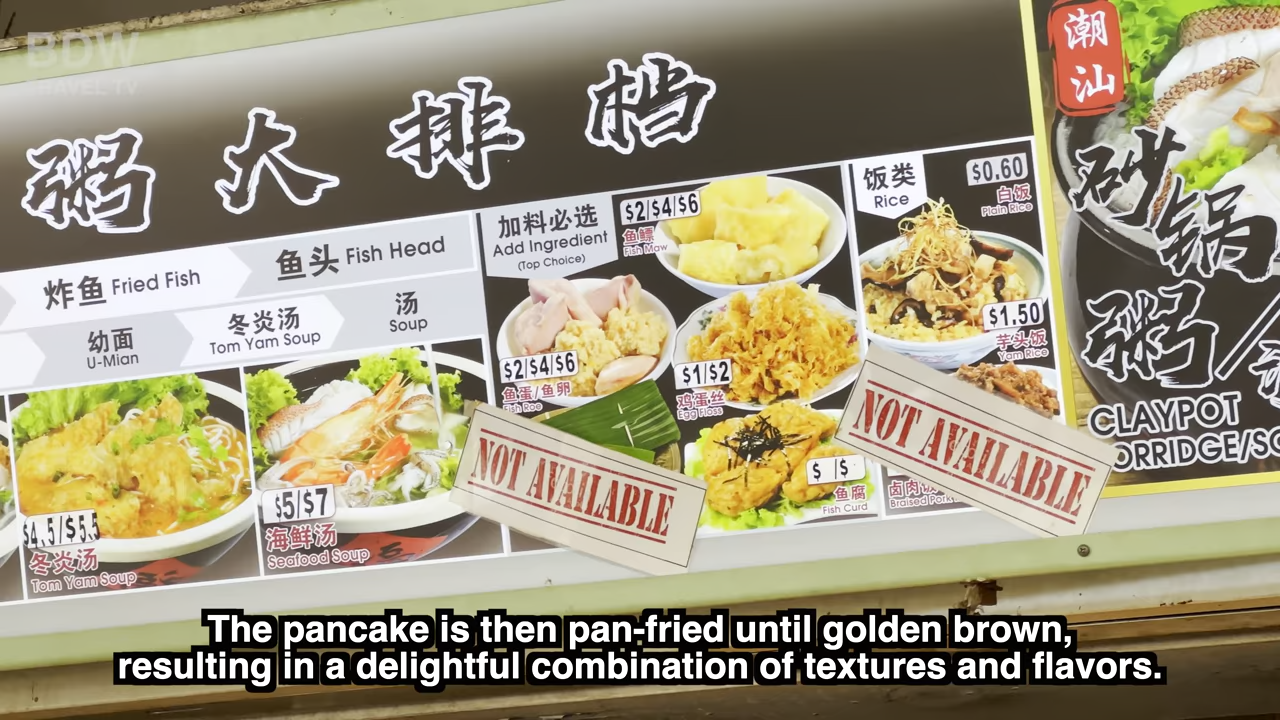 BDW
TRAVEL TV
粥大排档
潮汕
砂锅粥/
CLAYPOT
ORRIDGE/SO
炸鱼 Fried Fish
鱼头 Fish Head
幼面
U-Mian
冬炎汤
Tom Yam Soup
汤
Soup
$4.5/$5.5
冬炎汤
Tom Yam Soup
$5/$7
海鲜汤
Seafood Soup
加料必选
Add Ingredient
(Top Choice)
$2/$4/$6
鱼鳔
Fish Maw
$2/$4/$6
鱼蛋/鱼卵
Fish Roe
$1/$2
鸡蛋丝
Egg Floss
NOT AVAILABLE
$ /$
鱼腐
Fish Curd
饭类
Rice
$0.60
白饭
Plain Rice
$1.50
芋头饭
Yam Rice
NOT AVAILABLE
卤肉饭
Braised Pork
The pancake is then pan-fried until golden brown,
resulting in a delightful combination of textures and flavors.